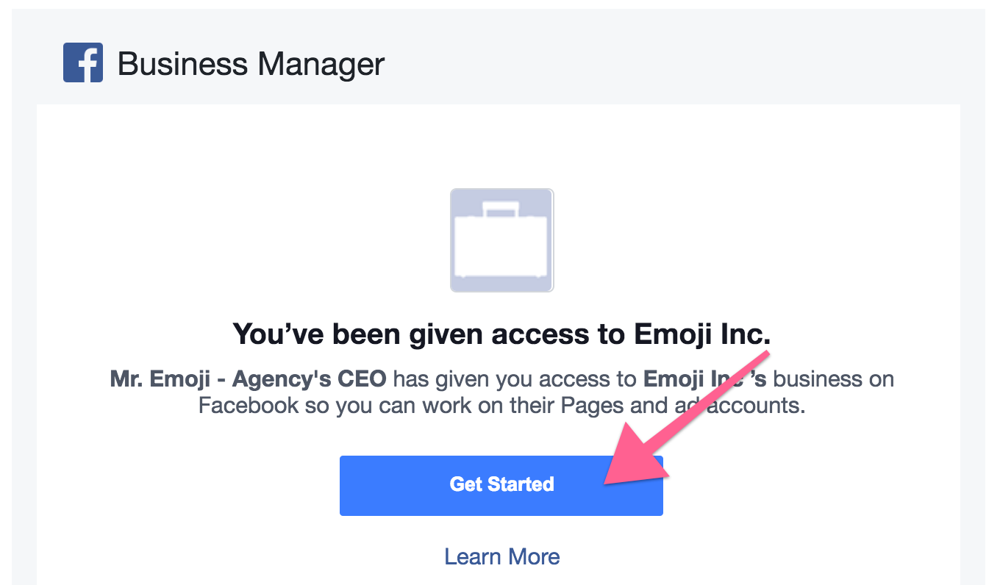 Business Manager
You’ve been given access to Emoji Inc.
Mr. Emoji - Agency's CEO has given you access to Emoji Inc ’s business on
Facebook so you can work on their Pages and ad accounts.
Get Started
Learn More